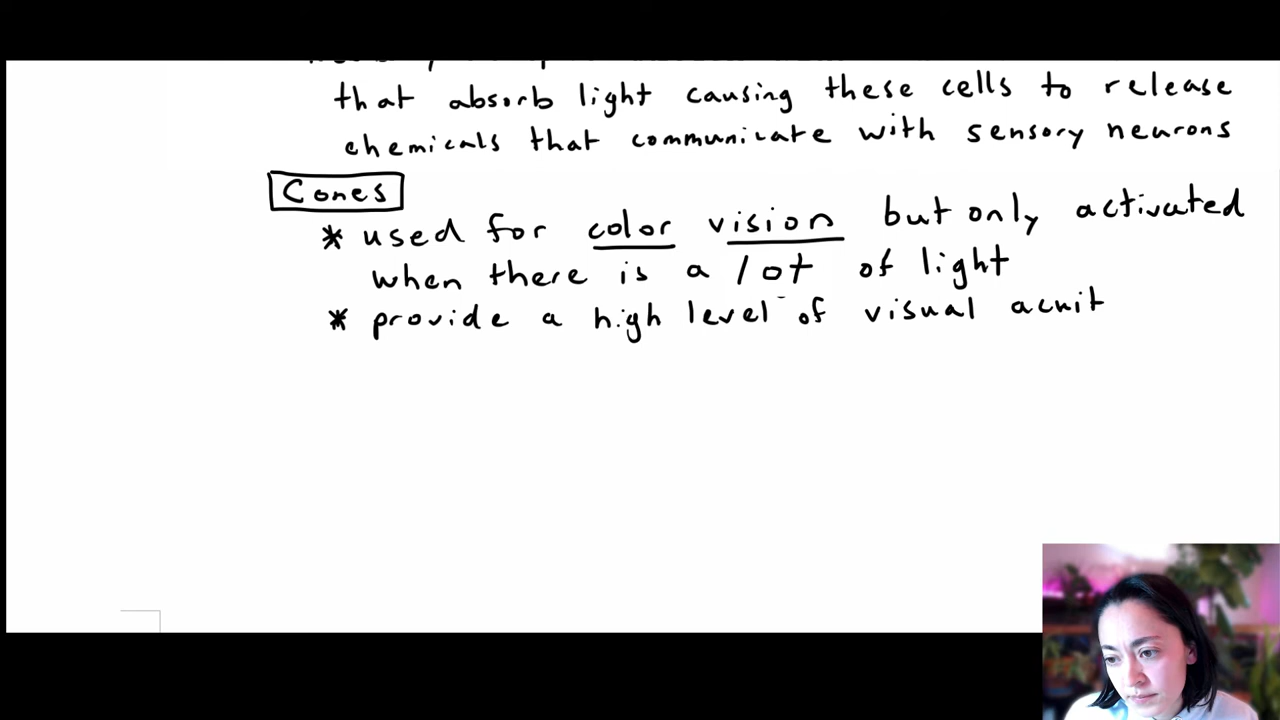 that absorb light causing these cells to release
chemicals that communicate with sensory neurons
Cones
* used for color vision but only activated
when there is a lot of light
* provide a high level of visual acuit